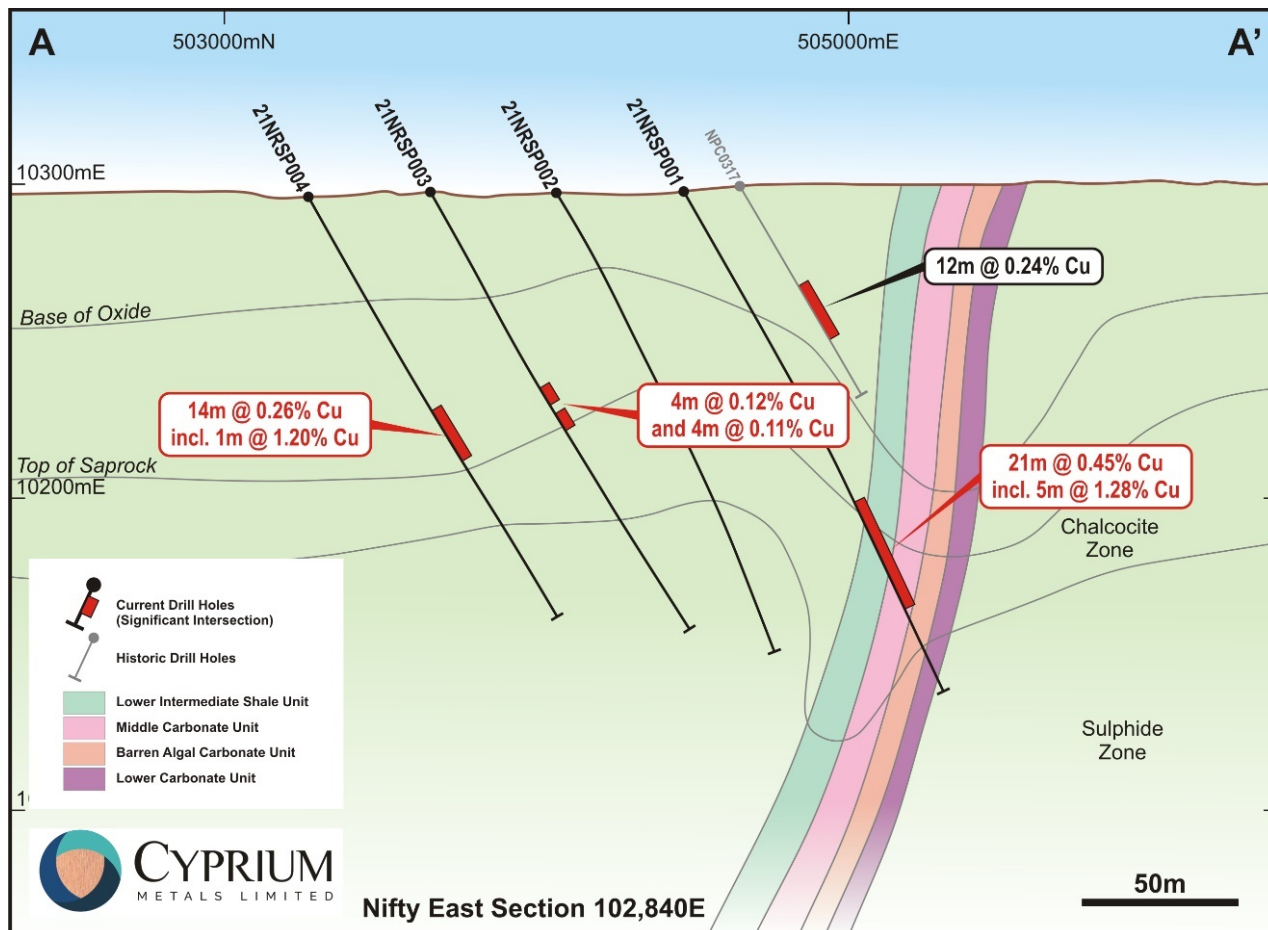 A
503000mN
505000mE
A'
21NRSP004
21NRSP003
21NRSP002
21NRSP001
NPC0317
10300mE
12m @ 0.24% Cu
Base of Oxide
14m @ 0.26% Cu
incl. 1m @ 1.20% Cu
4m @ 0.12% Cu
and 4m @ 0.11% Cu
21m @ 0.45% Cu
incl. 5m @ 1.28% Cu
Top of Saprock
10200mE
Chalcocite
Zone
Current Drill Holes
(Significant Intersection)
Historic Drill Holes
Lower Intermediate Shale Unit
Middle Carbonate Unit
Barren Algal Carbonate Unit
Lower Carbonate Unit
Sulphide
Zone
CYPRIUM
METALS LIMITED
Nifty East Section 102,840E
50m